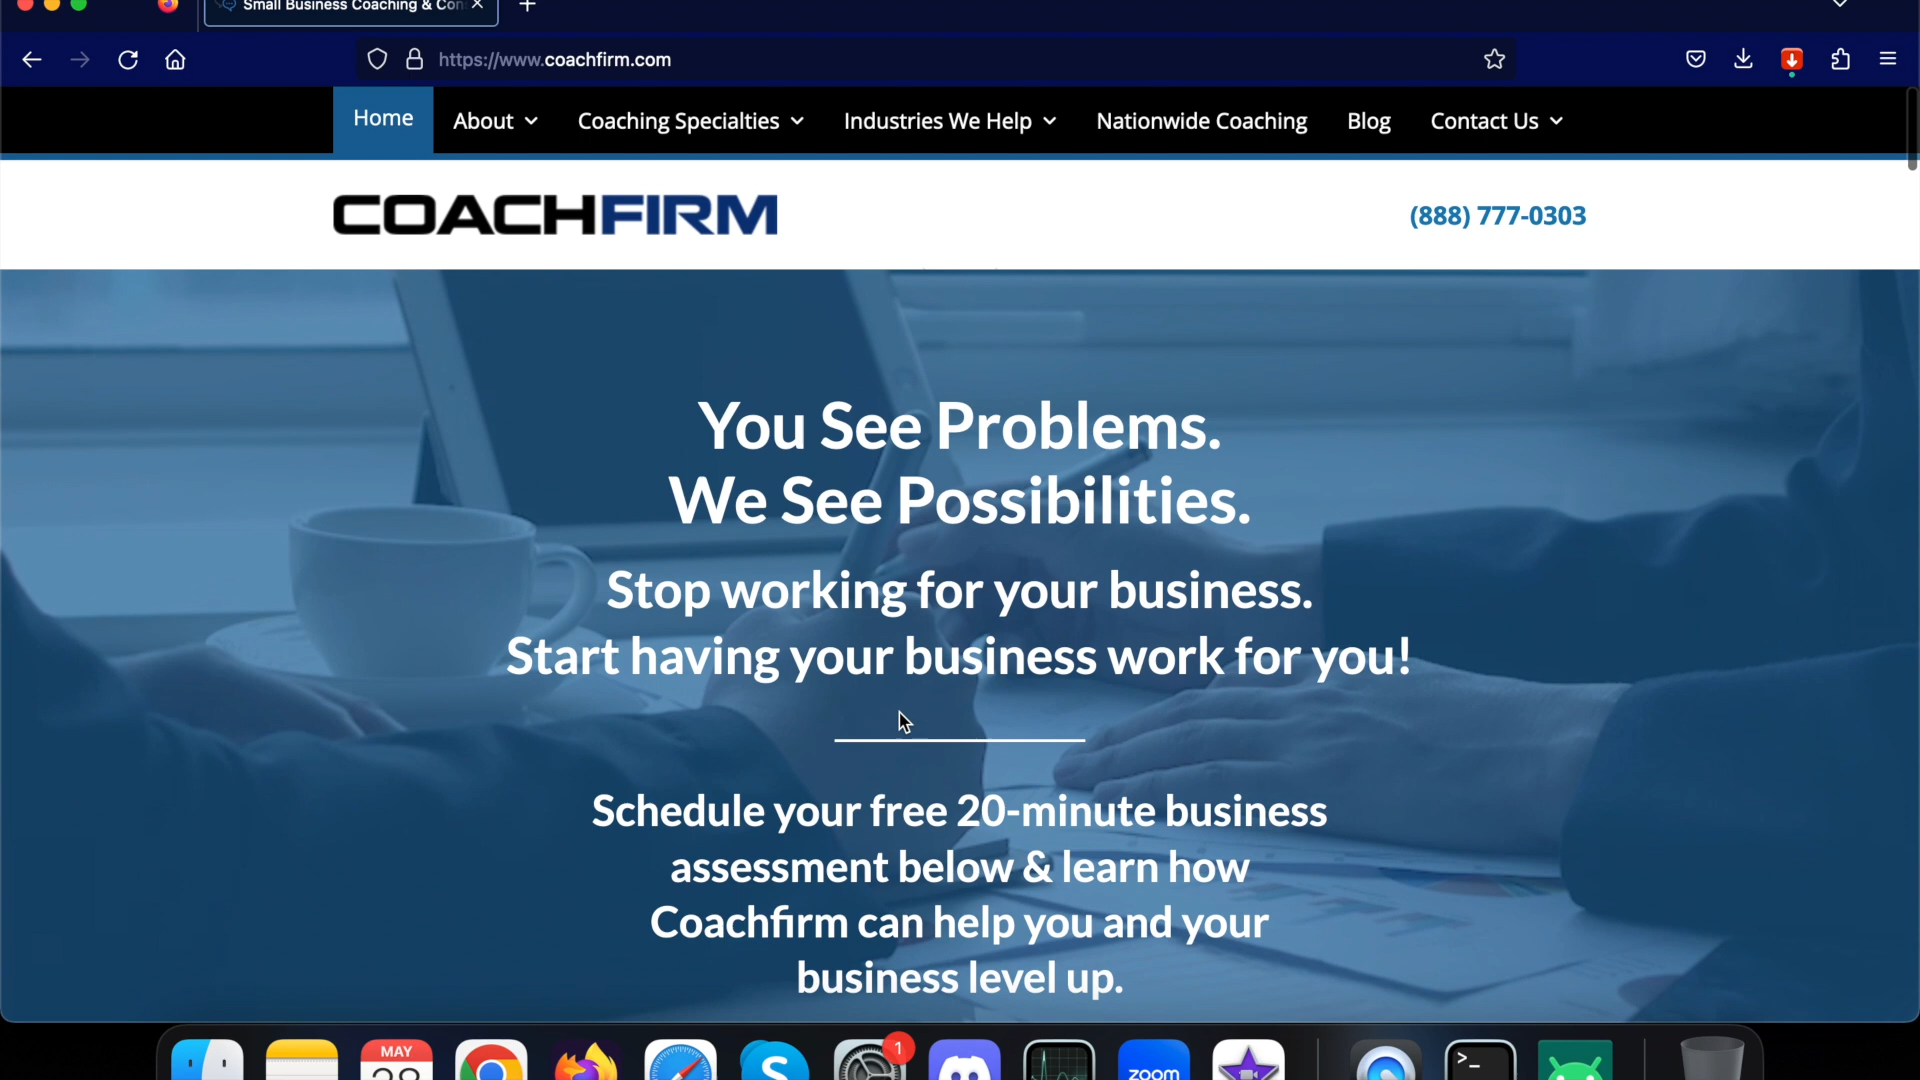 Small Business Coaching & Con
https://www.coachfirm.com
Home About Coaching Specialties Industries We Help Nationwide Coaching Blog Contact Us
COACHFIRM
(888) 777-0303
You See Problems.
We See Possibilities.
Stop working for your business.
Start having your business work for you!
Schedule your free 20-minute business
assessment below & learn how
Coachfirm can help you and your
business level up.
MAY
28
1
zoom